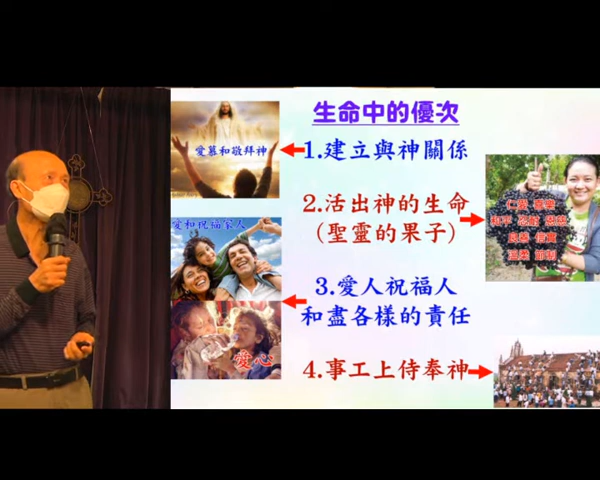 生命中的優次
愛慕和敬拜神
1.建立與神關係
2.活出神的生命
(聖靈的果子)
仁愛 喜樂
和平 忍耐 恩慈
良善 信實
溫柔 節制
愛和祝福家人
3.愛人祝福人
和盡各樣的責任
愛心
4.事工上侍奉神